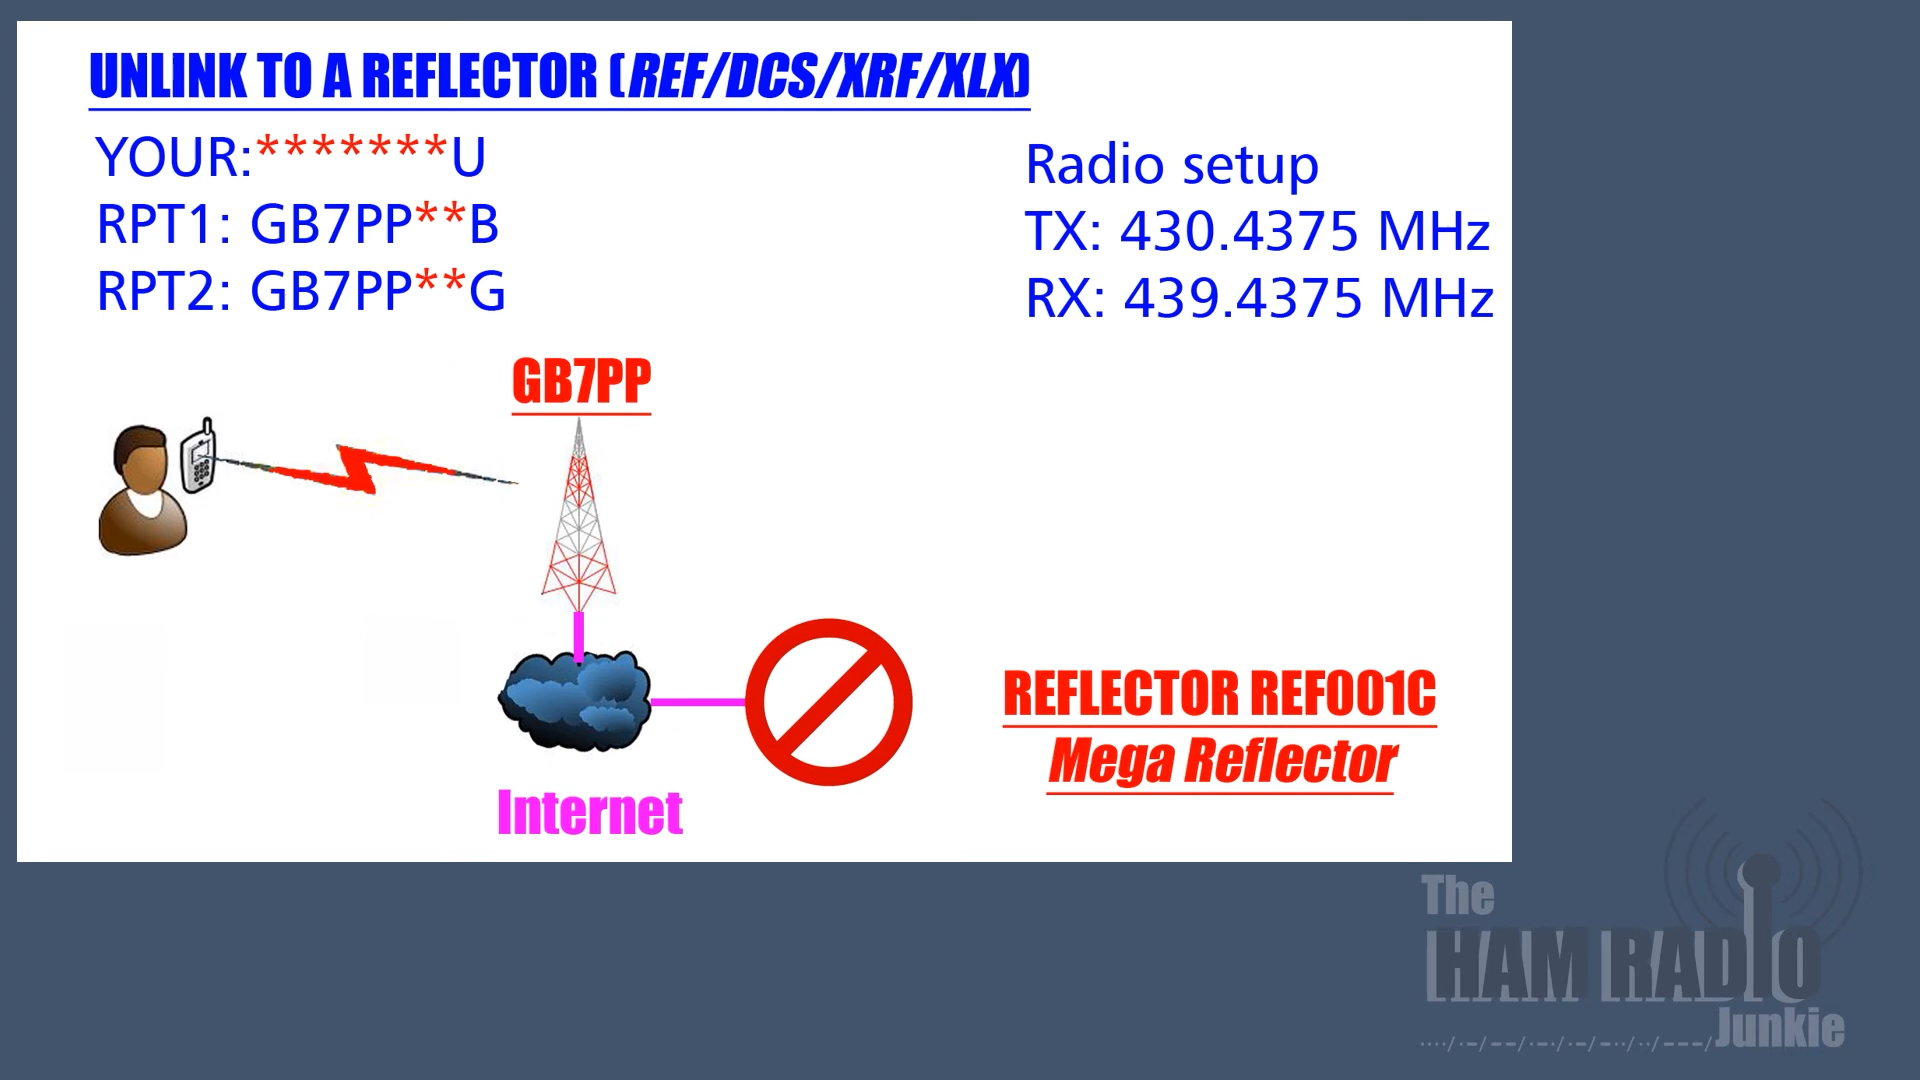 UNLINK TO A REFLECTOR (REF/DCS/XRF/XLX)
YOUR:*******U
RPT1: GB7PP**B
RPT2: GB7PP**G
Radio setup
TX: 430.4375 MHz
RX: 439.4375 MHz
GB7PP
REFLECTOR REF001C
Mega Reflector
Internet
The
HAM RADIO
Junkie
····/·–/––/·–·/·–/–··/··/–––/